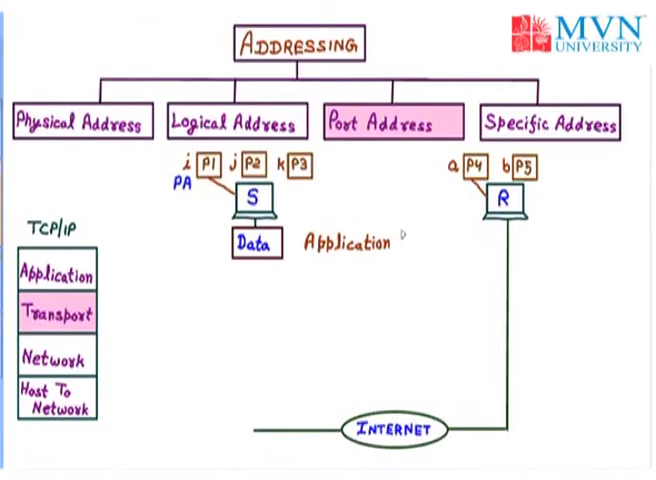 MVN
UNIVERSITY
ADDRESSING
Physical Address
Logical Address
Port Address
Specific Address
i P1 j P2 k P3
a P4 b P5
PA
S
R
Data
Application
TCP/IP
Application
Transport
Network
Host To
Network
INTERNET